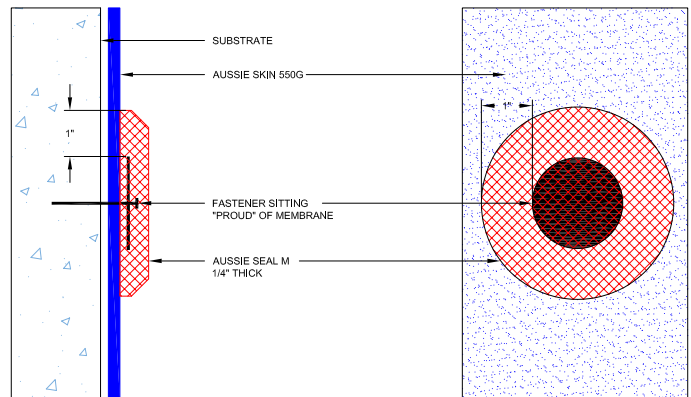 SUBSTRATE
AUSSIE SKIN 550G
1"
1"
FASTENER SITTING
"PROUD" OF MEMBRANE
AUSSIE SEAL M
1/4" THICK